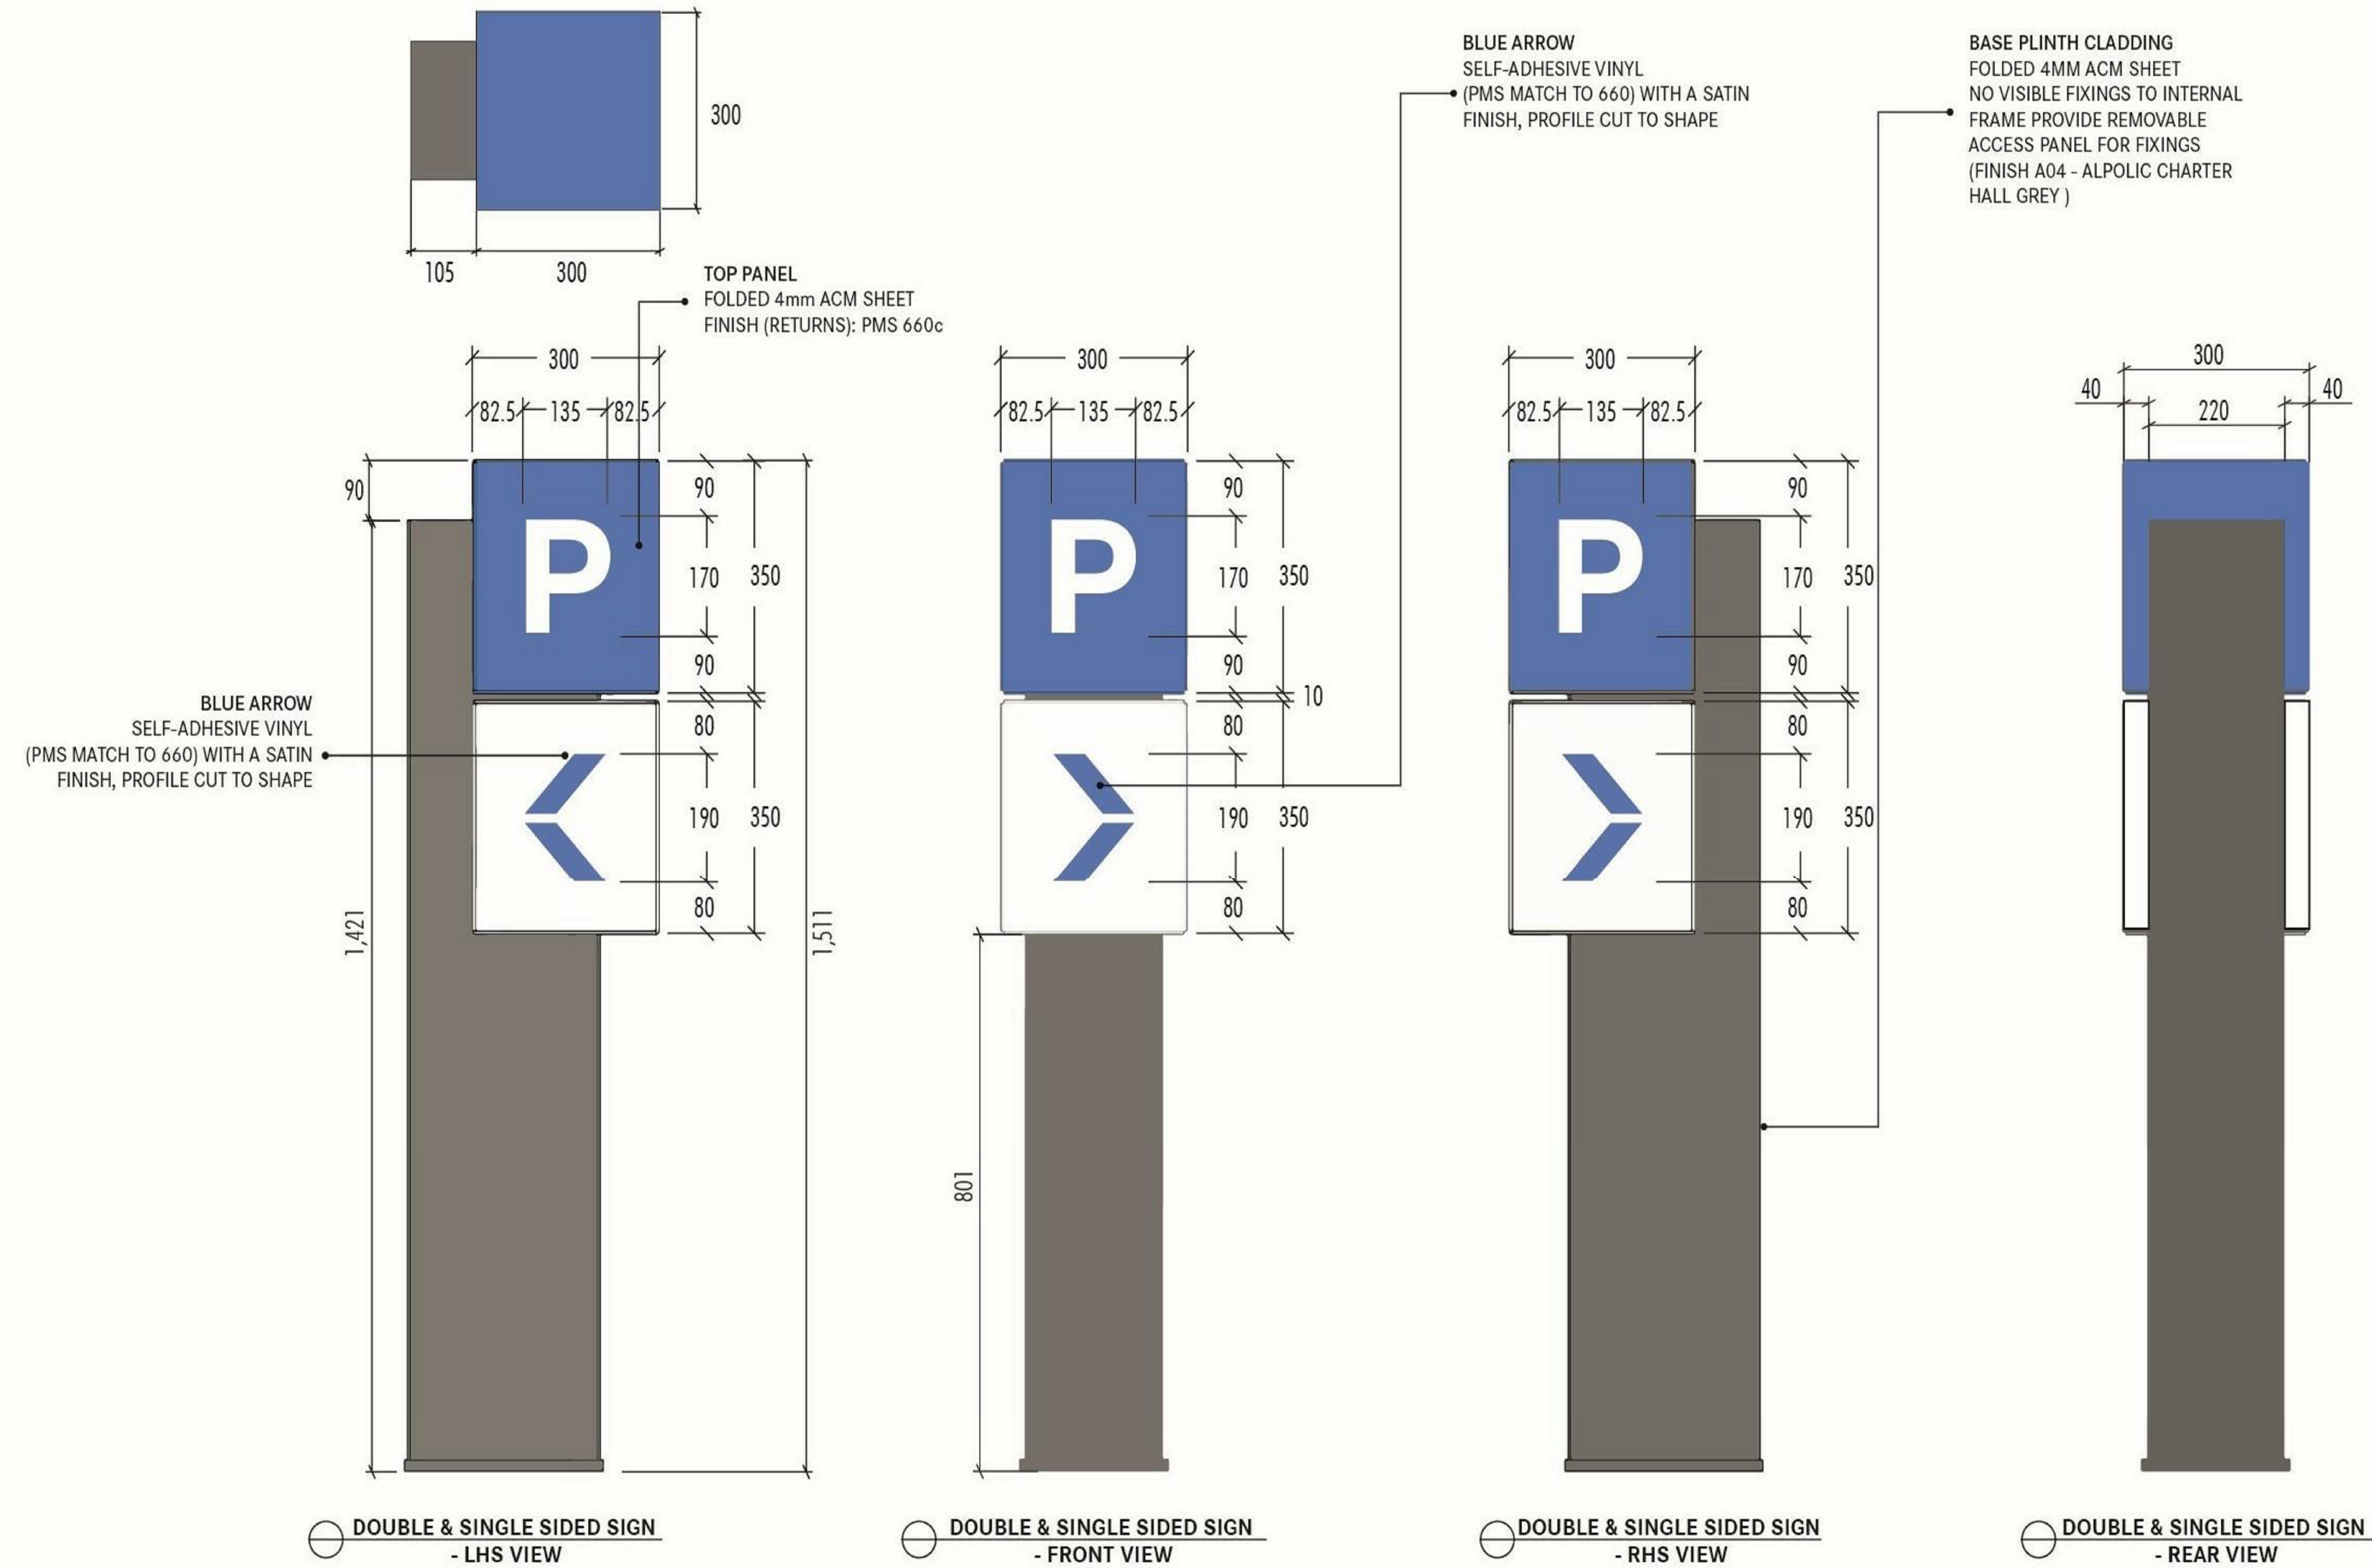 300
105
300
TOP PANEL
FOLDED 4mm ACM SHEET
FINISH (RETURNS): PMS 660c
BLUE ARROW
SELF-ADHESIVE VINYL
(PMS MATCH TO 660) WITH A SATIN
FINISH, PROFILE CUT TO SHAPE
BASE PLINTH CLADDING
FOLDED 4MM ACM SHEET
NO VISIBLE FIXINGS TO INTERNAL
FRAME PROVIDE REMOVABLE
ACCESS PANEL FOR FIXINGS
(FINISH A04 - ALPOLIC CHARTER
HALL GREY )
300
82.5 135 82.5
90
P
90
170
350
90
80
190
350
80
1,421
1,511
BLUE ARROW
SELF-ADHESIVE VINYL
(PMS MATCH TO 660) WITH A SATIN
FINISH, PROFILE CUT TO SHAPE
DOUBLE & SINGLE SIDED SIGN
- LHS VIEW
300
82.5 135 82.5
P
90
170
350
90
10
80
190
350
80
801
DOUBLE & SINGLE SIDED SIGN
- FRONT VIEW
300
82.5 135 82.5
P
90
170
350
90
80
190
350
80
DOUBLE & SINGLE SIDED SIGN
- RHS VIEW
300
40
40
220
DOUBLE & SINGLE SIDED SIGN
- REAR VIEW